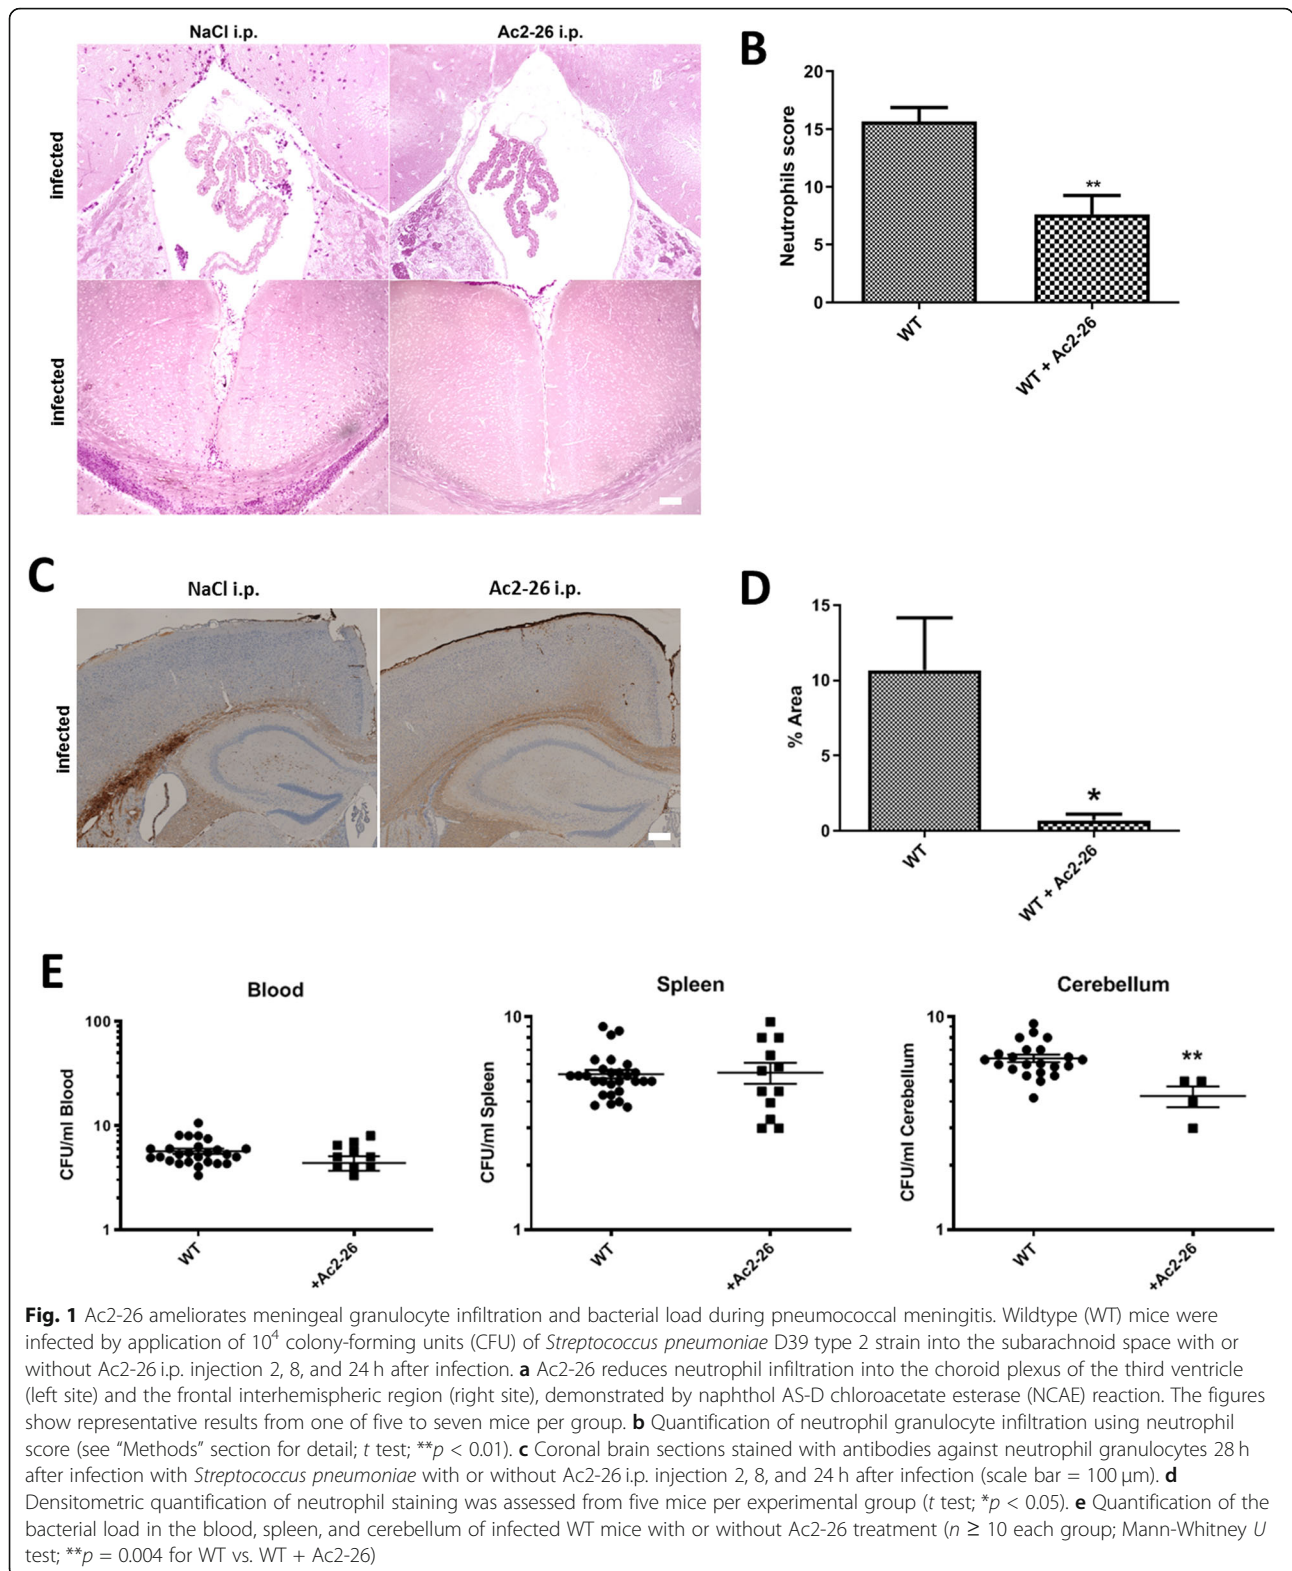 NaCl i.p.
Ac2-26 i.p.
infected
infected
B
20
15
10
5
0
Neutrophils score
**
WT
WT + Ac2-26
C
NaCl i.p.
Ac2-26 i.p.
infected
D
15
10
5
0
% Area
*
WT
WT + Ac2-26
E
Blood
100
10
1
CFU/ml Blood
WT
+Ac2-26
Spleen
10
1
CFU/ml Spleen
WT
+Ac2-26
Cerebellum
10
1
CFU/ml Cerebellum
**
WT
+Ac2-26
Fig. 1 Ac2-26 ameliorates meningeal granulocyte infiltration and bacterial load during pneumococcal meningitis. Wildtype (WT) mice were
infected by application of 10⁴ colony-forming units (CFU) of Streptococcus pneumoniae D39 type 2 strain into the subarachnoid space with or
without Ac2-26 i.p. injection 2, 8, and 24 h after infection. a Ac2-26 reduces neutrophil infiltration into the choroid plexus of the third ventricle
(left site) and the frontal interhemispheric region (right site), demonstrated by naphthol AS-D chloroacetate esterase (NCAE) reaction. The figures
show representative results from one of five to seven mice per group. b Quantification of neutrophil granulocyte infiltration using neutrophil
score (see “Methods” section for detail; t test; **p < 0.01). c Coronal brain sections stained with antibodies against neutrophil granulocytes 28 h
after infection with Streptococcus pneumoniae with or without Ac2-26 i.p. injection 2, 8, and 24 h after infection (scale bar = 100 μm). d
Densitometric quantification of neutrophil staining was assessed from five mice per experimental group (t test; *p < 0.05). e Quantification of the
bacterial load in the blood, spleen, and cerebellum of infected WT mice with or without Ac2-26 treatment (n ≥ 10 each group; Mann-Whitney U
test; **p = 0.004 for WT vs. WT + Ac2-26)